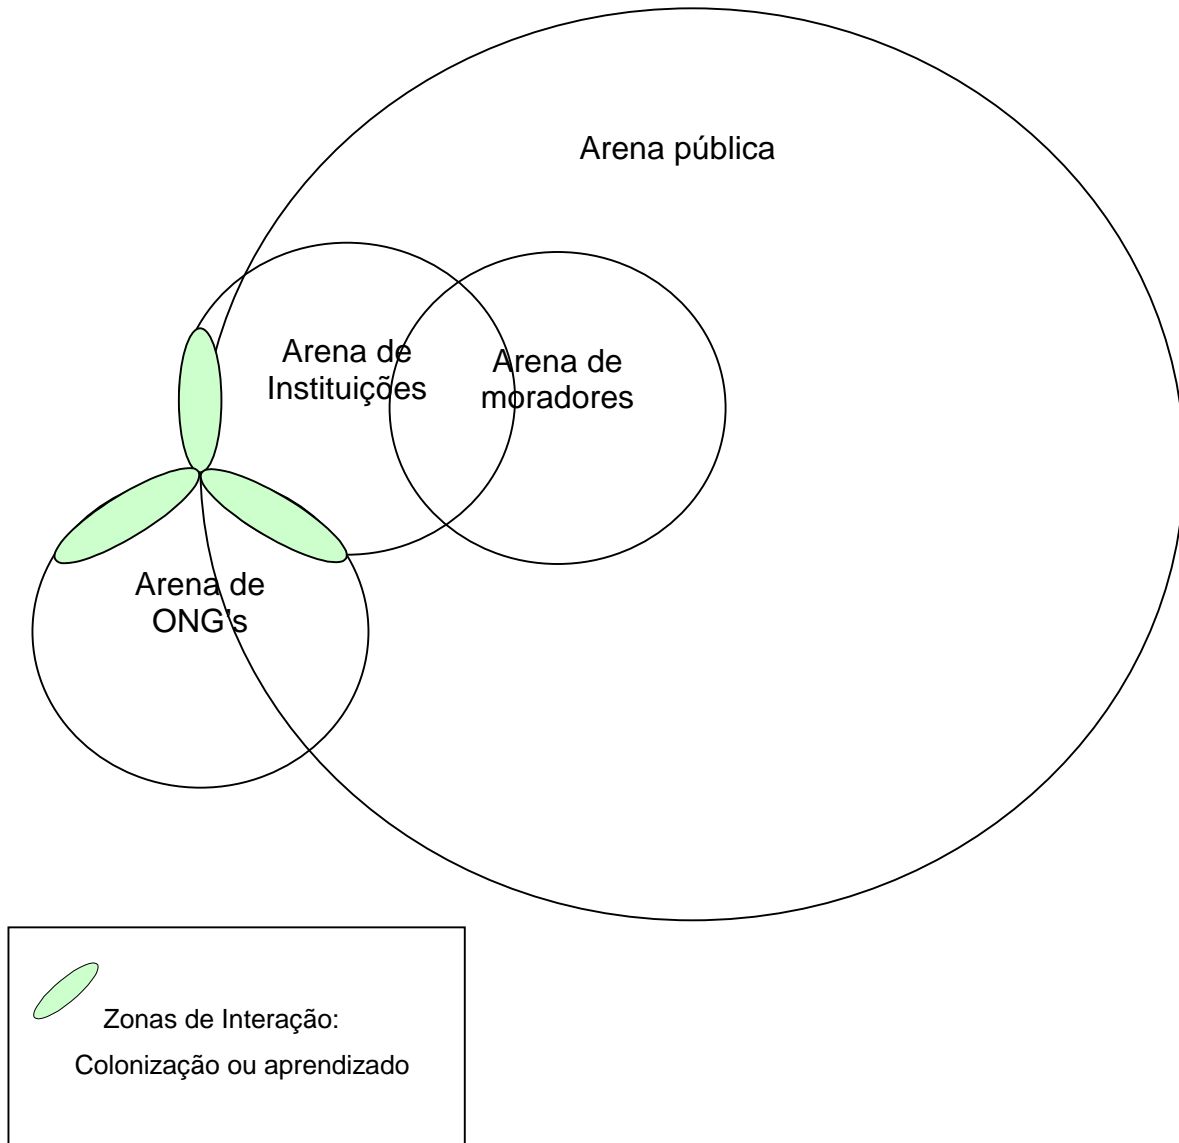 Arena pública
Arena de
Instituições
Arena de
moradores
Arena de
ONG's
Zonas de Interação:
Colonização ou aprendizado